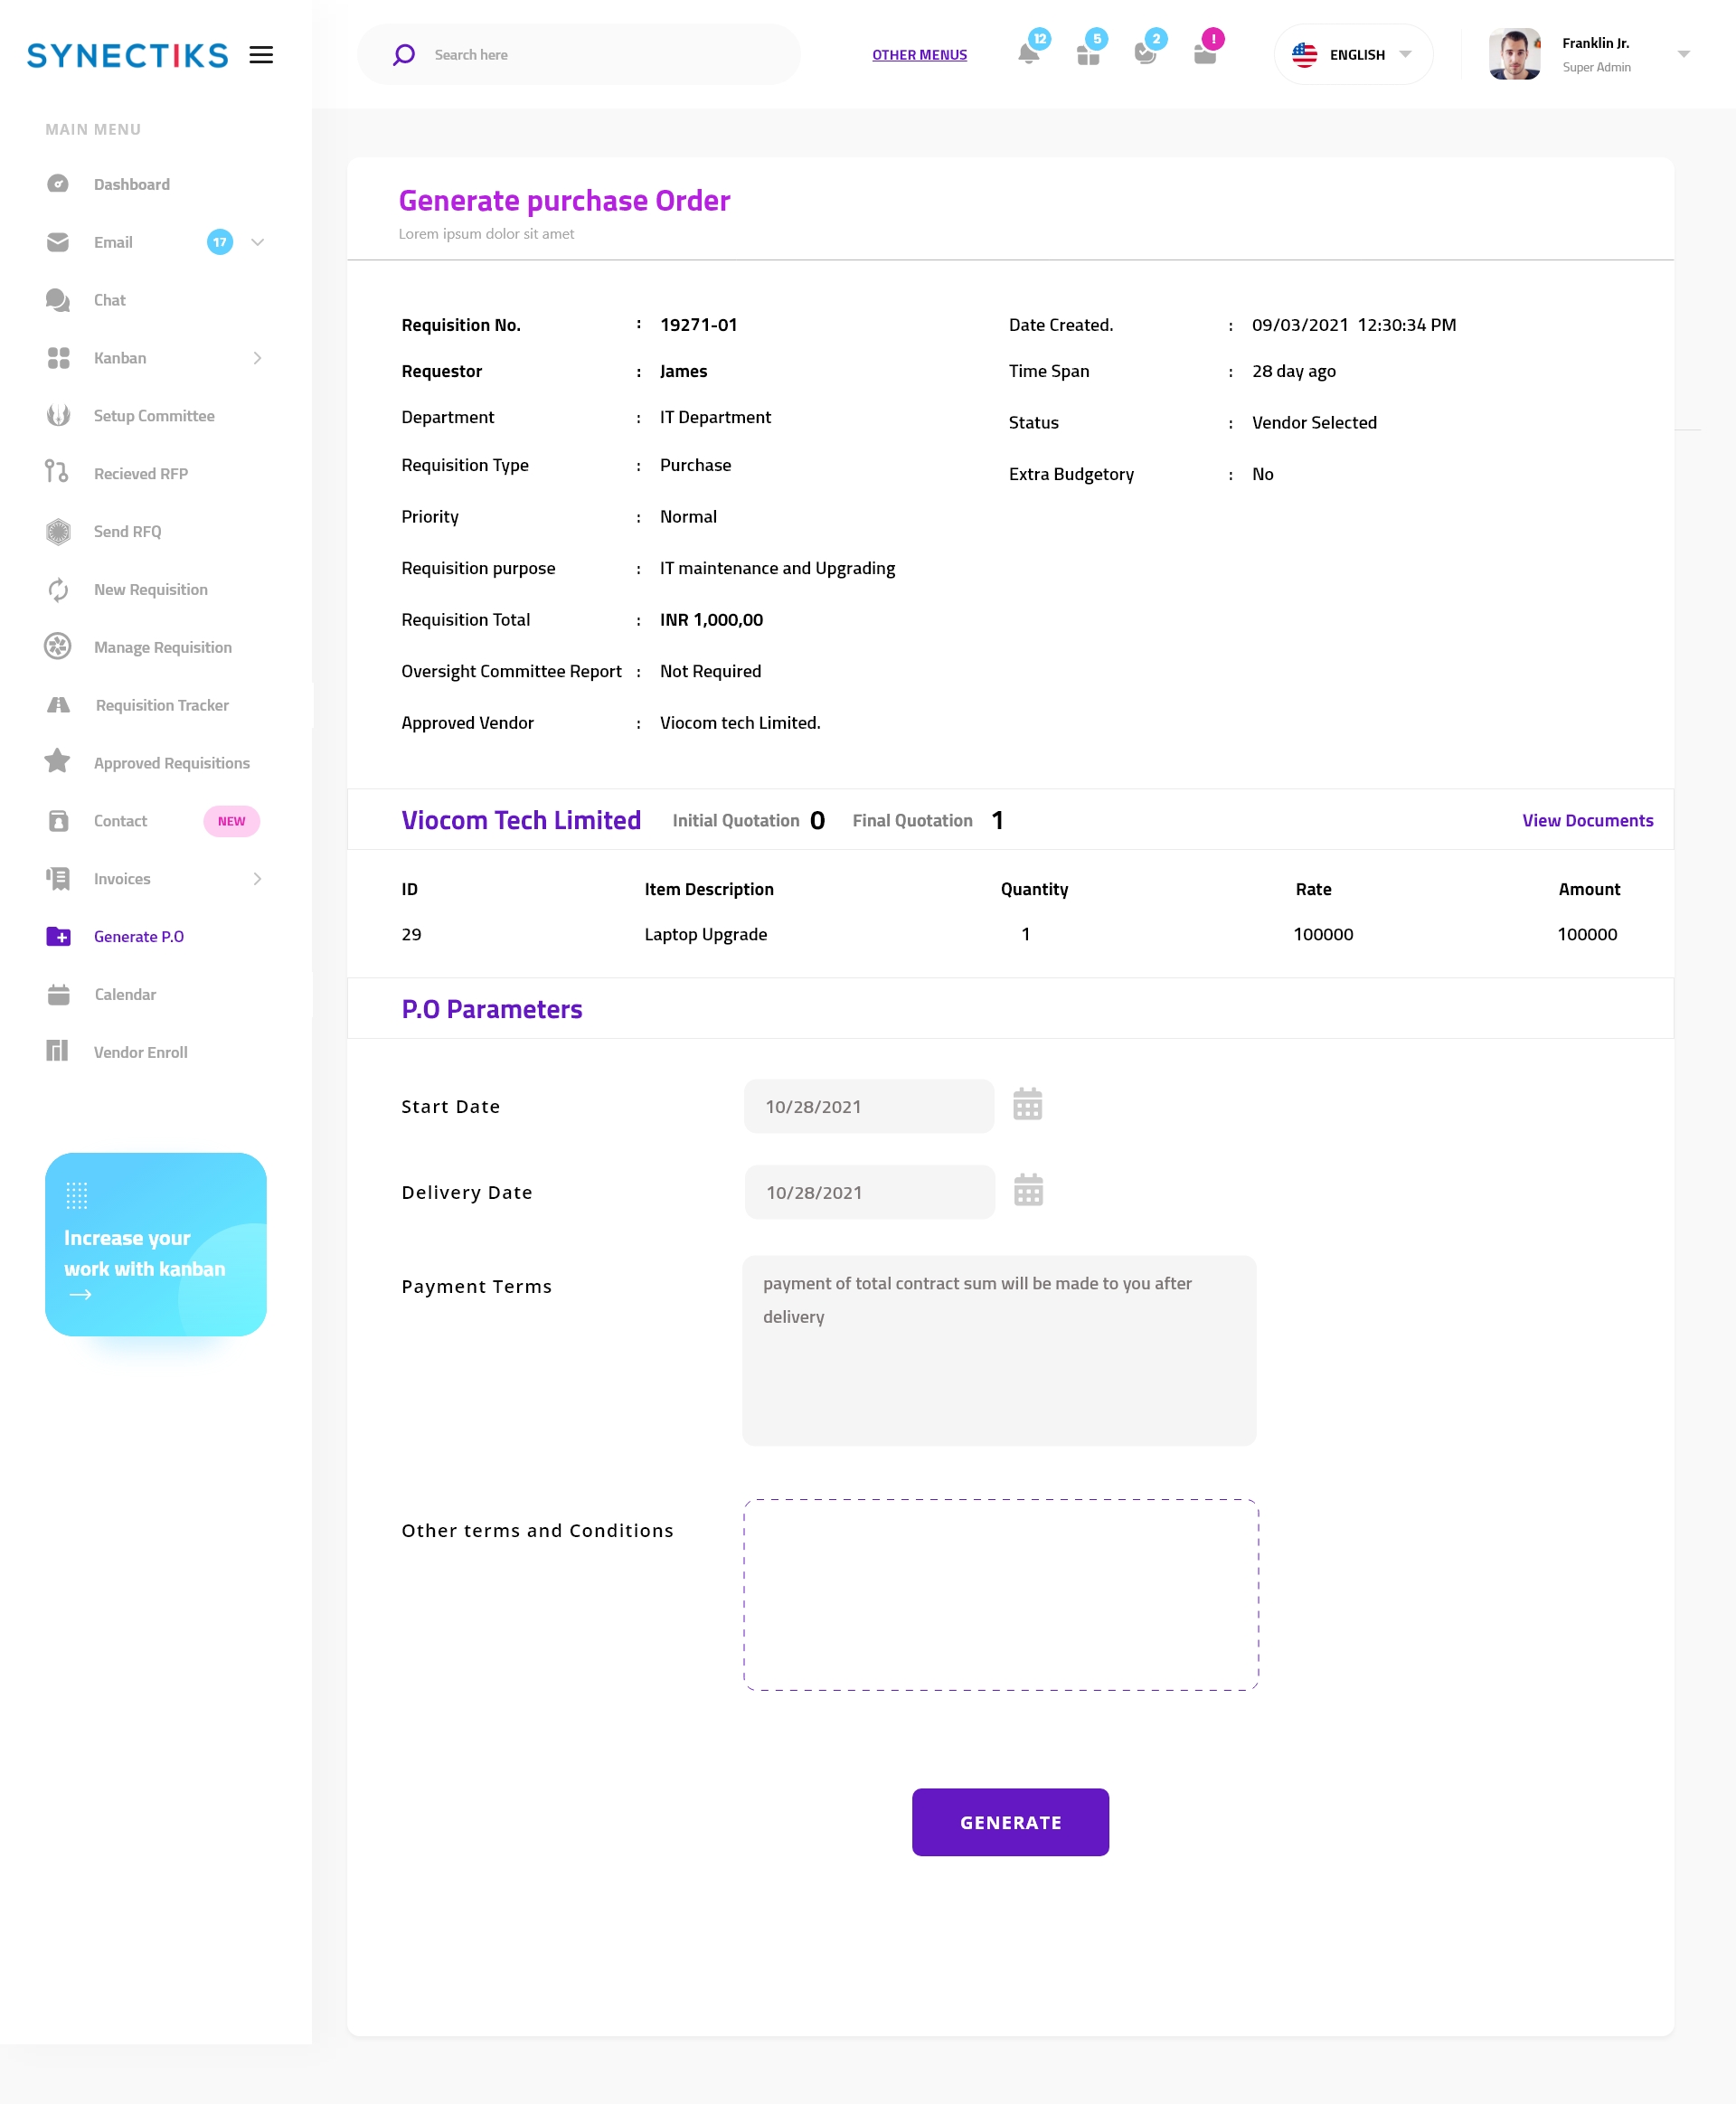 SYNECTIKS
Search here
OTHER MENUS
12
5
2
!
ENGLISH
Franklin Jr.
Super Admin
MAIN MENU
Dashboard
Email 17
Chat
Kanban
Setup Committee
Recieved RFP
Send RFQ
New Requisition
Manage Requisition
Requisition Tracker
Approved Requisitions
Contact NEW
Invoices
Generate P.O
Calendar
Vendor Enroll
Increase your
work with kanban
Generate purchase Order
Lorem ipsum dolor sit amet
Requisition No. : 19271-01
Requestor : James
Department : IT Department
Requisition Type : Purchase
Priority : Normal
Requisition purpose : IT maintenance and Upgrading
Requisition Total : INR 1,000,00
Oversight Committee Report : Not Required
Approved Vendor : Viocom tech Limited.
Date Created. : 09/03/2021 12:30:34 PM
Time Span : 28 day ago
Status : Vendor Selected
Extra Budgetory : No
Viocom Tech Limited Initial Quotation 0 Final Quotation 1 View Documents
ID Item Description Quantity Rate Amount
29 Laptop Upgrade 1 100000 100000
P.O Parameters
Start Date 10/28/2021
Delivery Date 10/28/2021
Payment Terms
payment of total contract sum will be made to you after
delivery
Other terms and Conditions
GENERATE